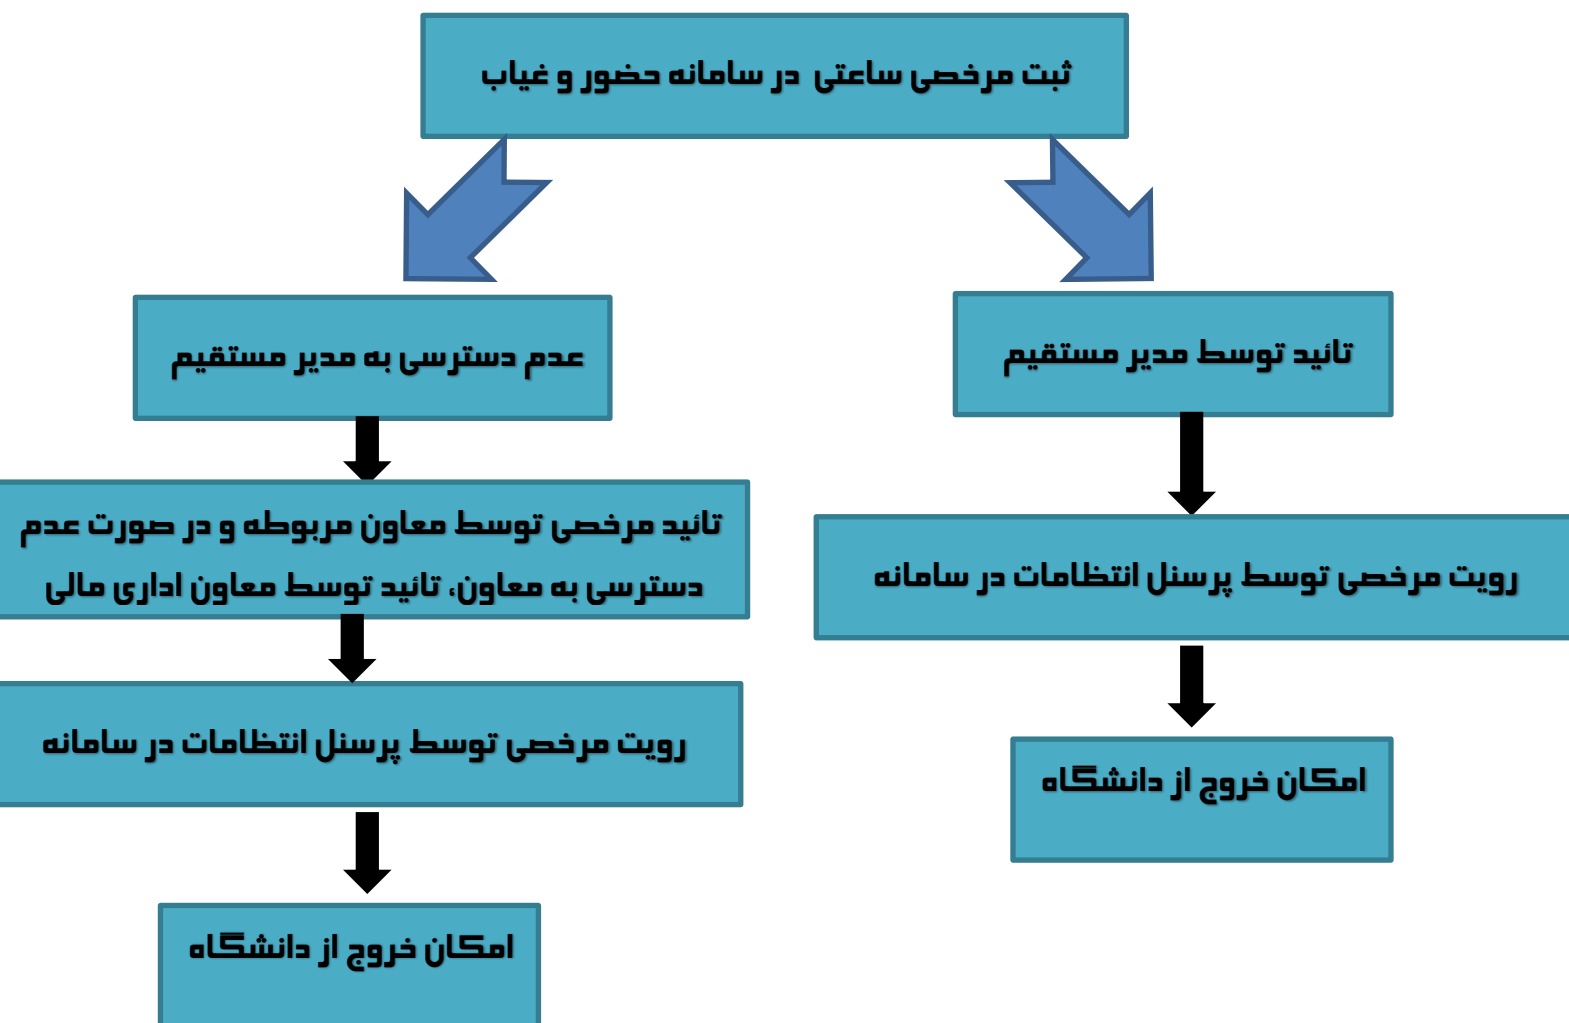 ثبت مرخصی ساعتی در سامانه حضور و غیاب
تائید توسط مدیر مستقیم
رویت مرخصی توسط پرسنل انتظامات در سامانه
امکان خروج از دانشگاه
عدم دسترسی به مدیر مستقیم
تائید مرخصی توسط معاون مربوطه و در صورت عدم
دسترسی به معاون، تائید توسط معاون اداری مالی
رویت مرخصی توسط پرسنل انتظامات در سامانه
امکان خروج از دانشگاه